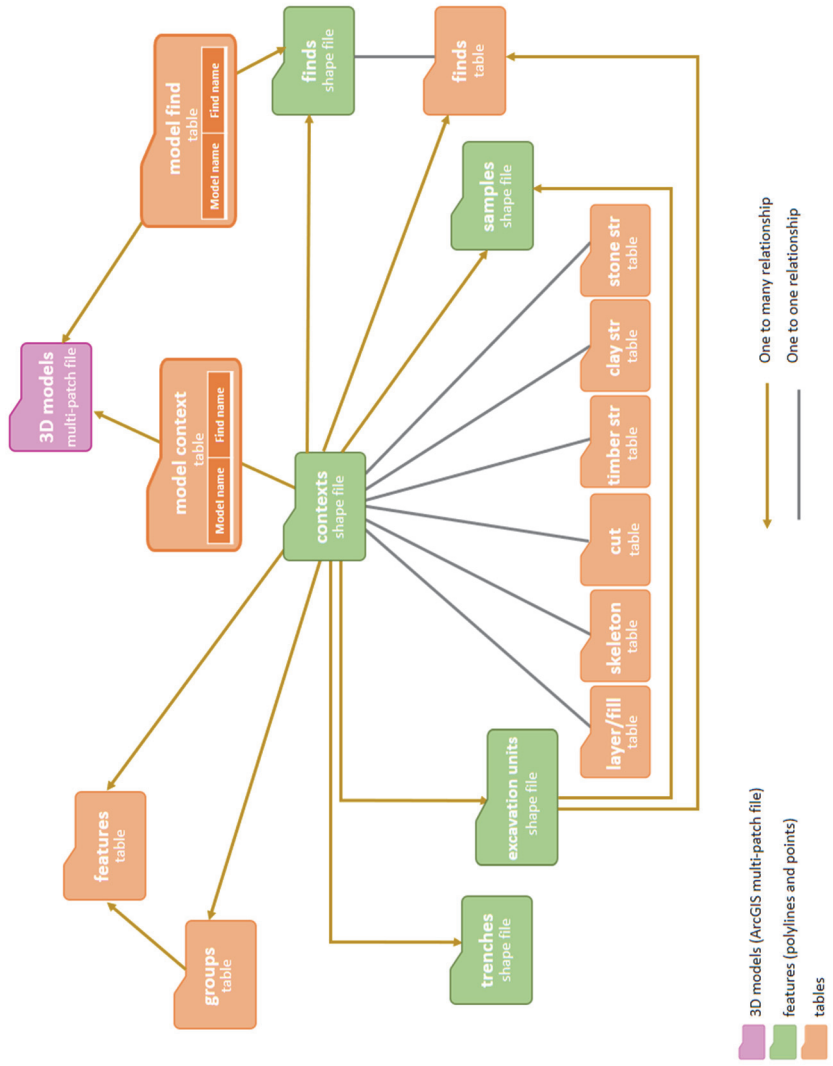 3D models
multi-patch file
features
table
model context
table
Model name
Find name
model find
table
Model name
Find name
groups
table
contexts
shape file
finds
shape file
finds
table
trenches
shape file
excavation units
shape file
samples
shape file
layer/fill
table
skeleton
table
cut
table
timber str
table
clay str
table
stone str
table
3D models (ArcGIS multi-patch file)
features (polylines and points)
tables
One to many relationship
One to one relationship